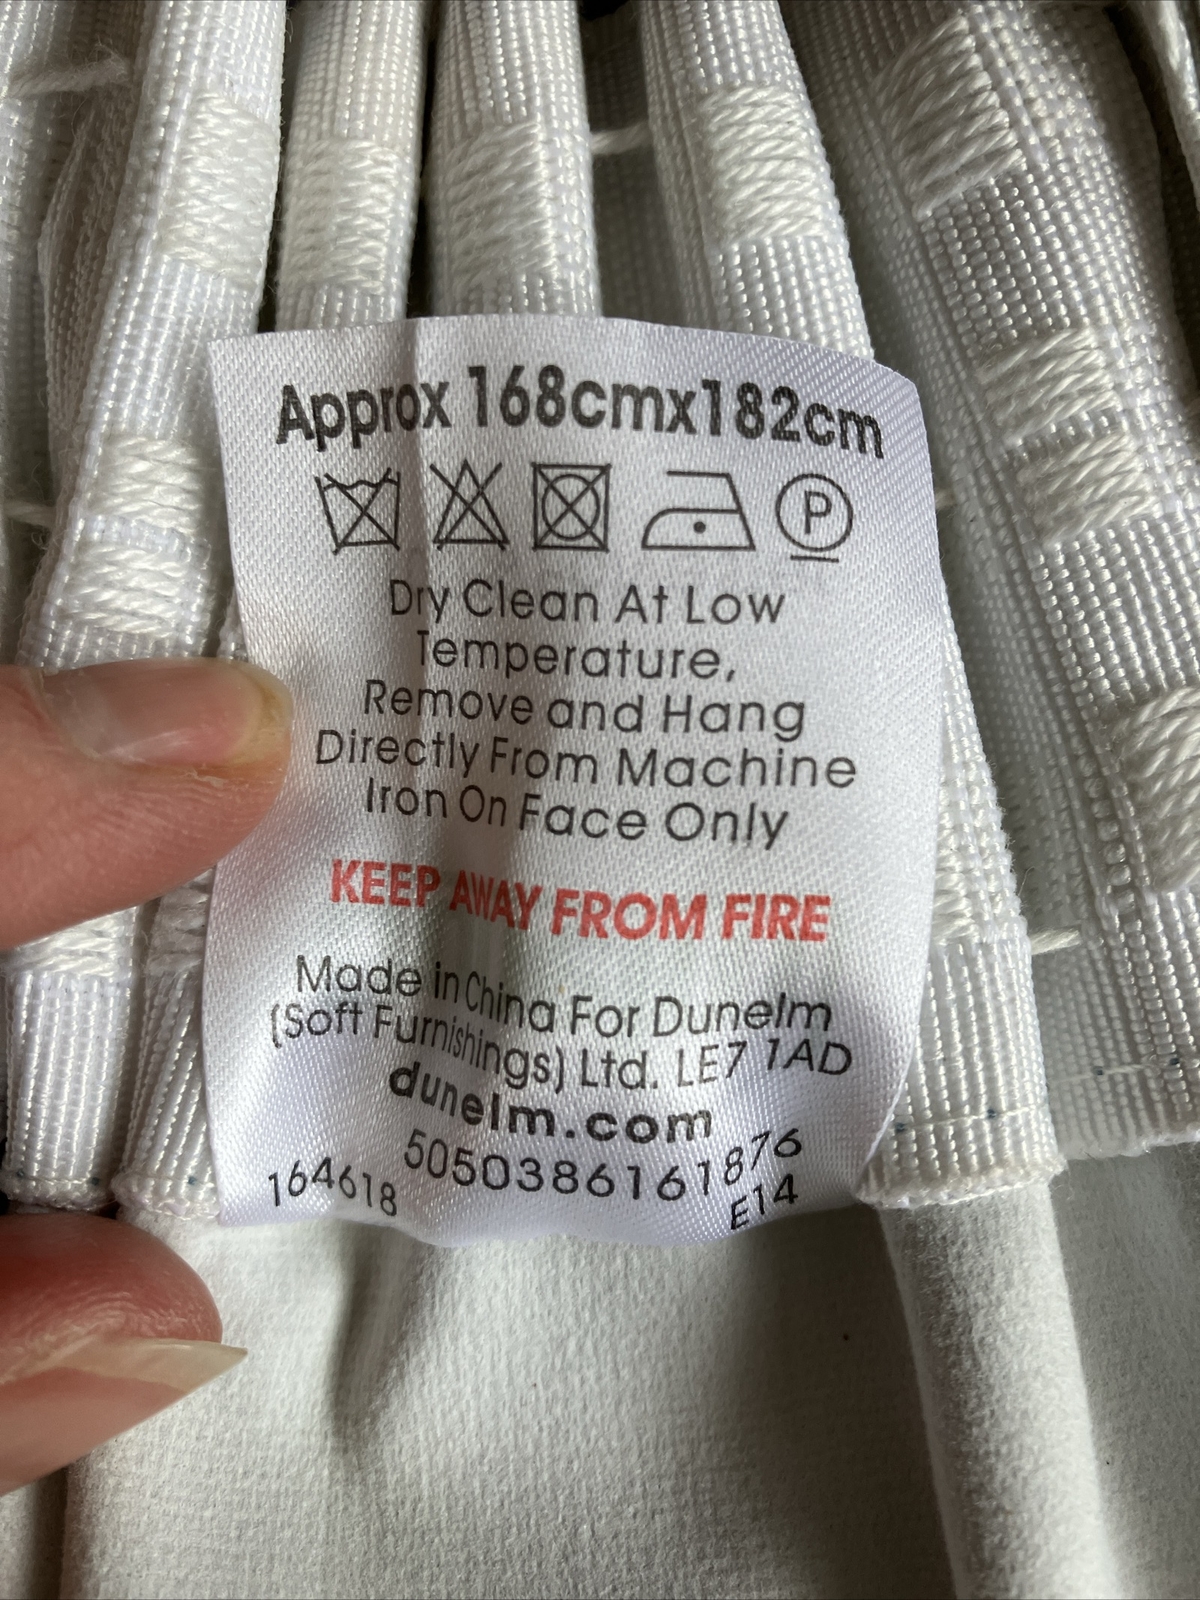 Approx 168cmx182cm
P
Dry Clean At Low
Temperature,
Remove and Hang
Directly From Machine
Iron On Face Only
KEEP AWAY FROM FIRE
Made in China For Dunelm
(Soft Furnishings) Ltd. LE7 1AD
dunelm.com
5050386161876
164618 E14